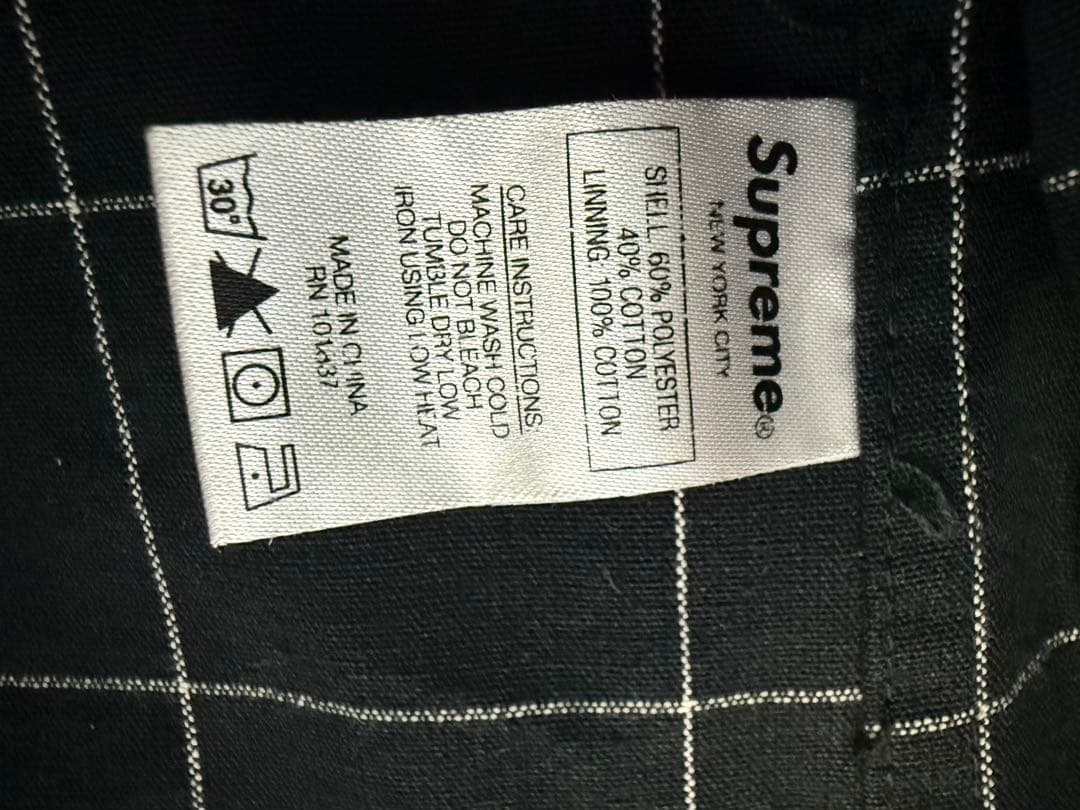 Supreme®
NEW YORK CITY
SHELL. 60% POLYESTER
40% COTTON
LINNING. 100% COTTON
CARE INSTRUCTIONS
MACHINE WASH COLD
DO NOT BLEACH
TUMBLE DRY LOW
IRON USING LOW HEAT
MADE IN CHINA
RN
30°